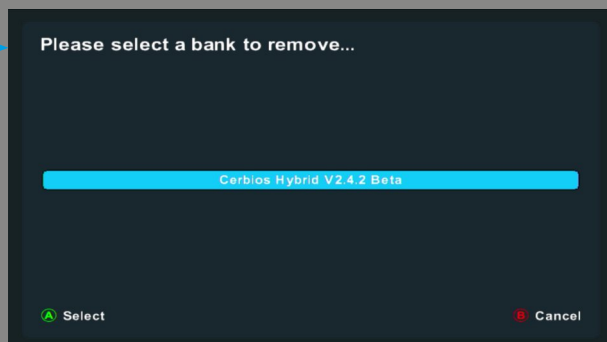 Please select a bank to remove...
Cerbios Hybrid V2.4.2 Beta
A Select
B Cancel